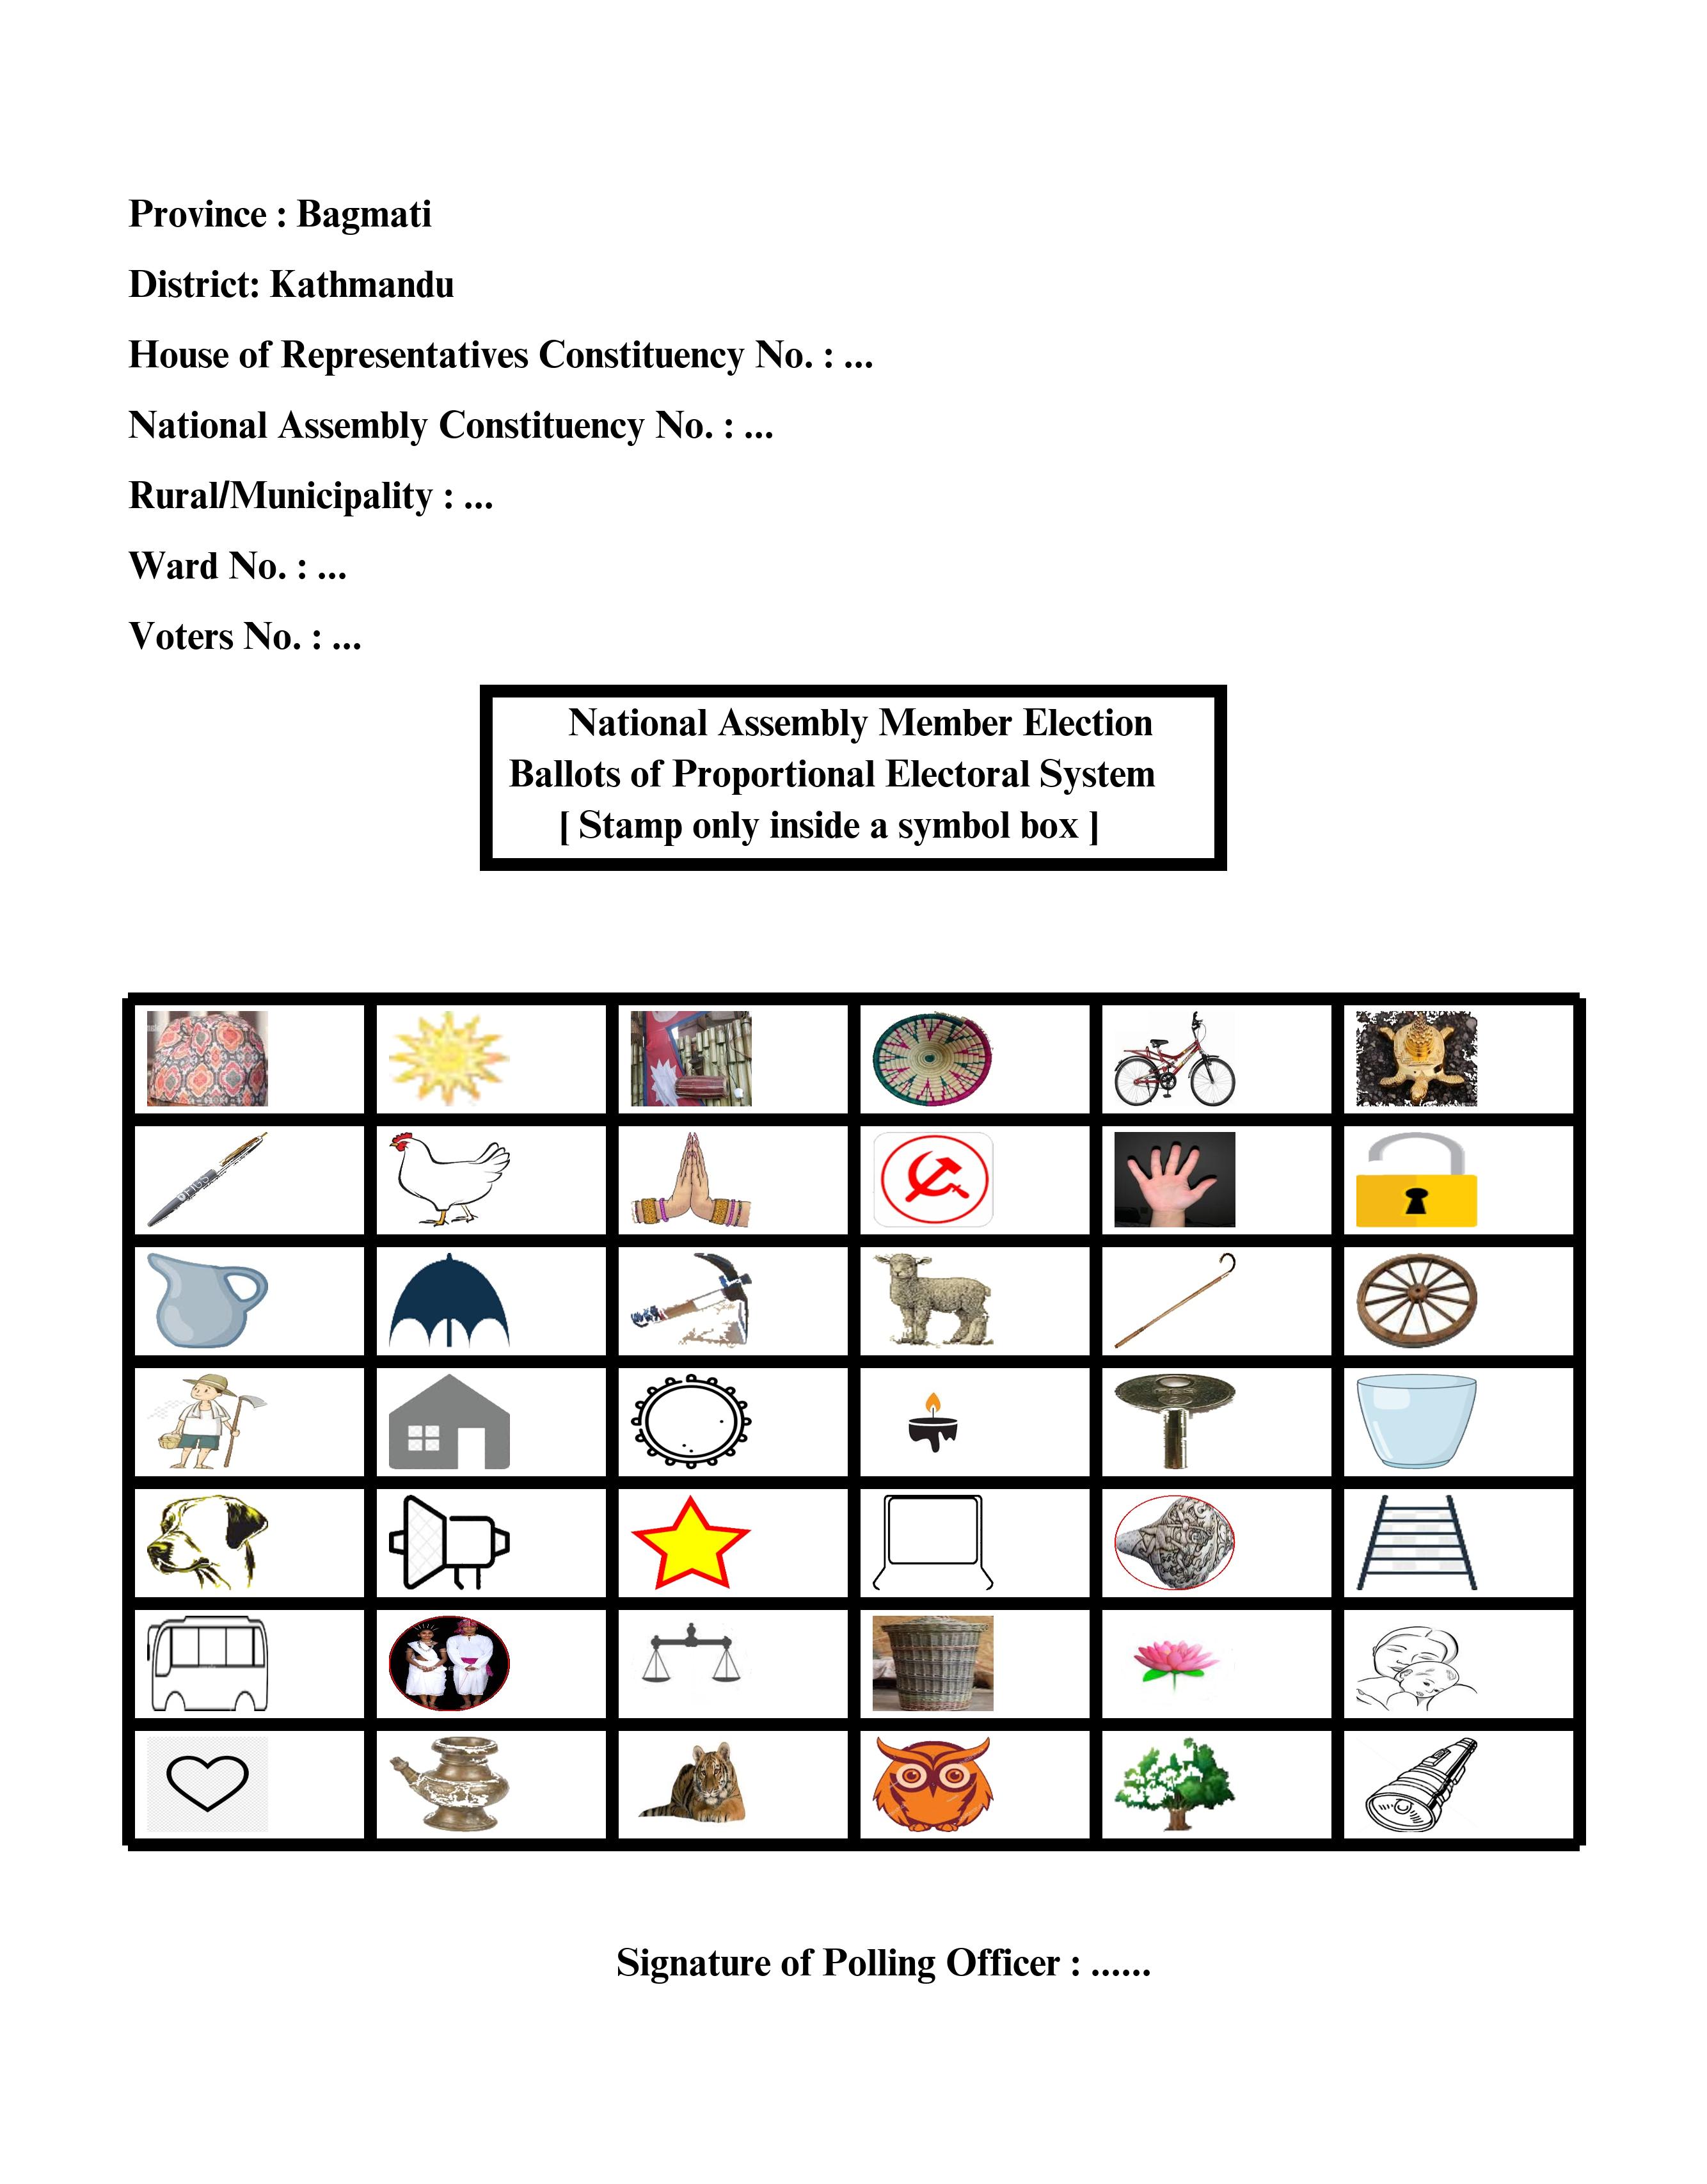 Province : Bagmati
District: Kathmandu
House of Representatives Constituency No. : ...
National Assembly Constituency No. : ...
Rural/Municipality : ...
Ward No. : ...
Voters No. : ...
National Assembly Member Election
Ballots of Proportional Electoral System
[ Stamp only inside a symbol box ]
Signature of Polling Officer : ......